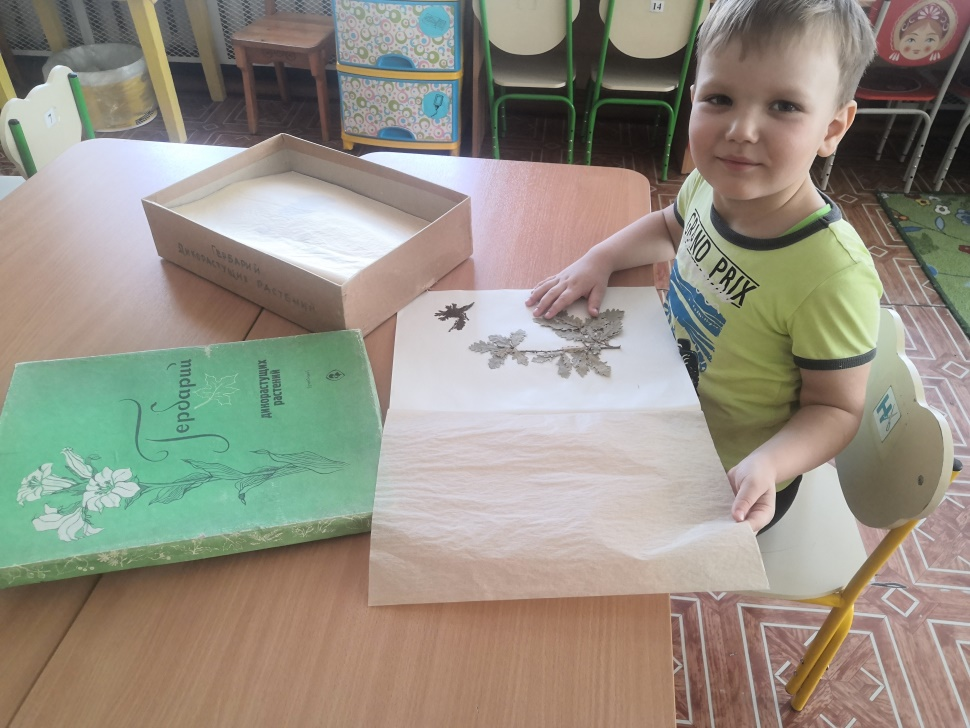 14
ГЕРБАРИЙ
ДИКОРАСТУЩИХ РАСТЕНИЙ
GRAND PRIX
Гербарий
дикорастущих
растений